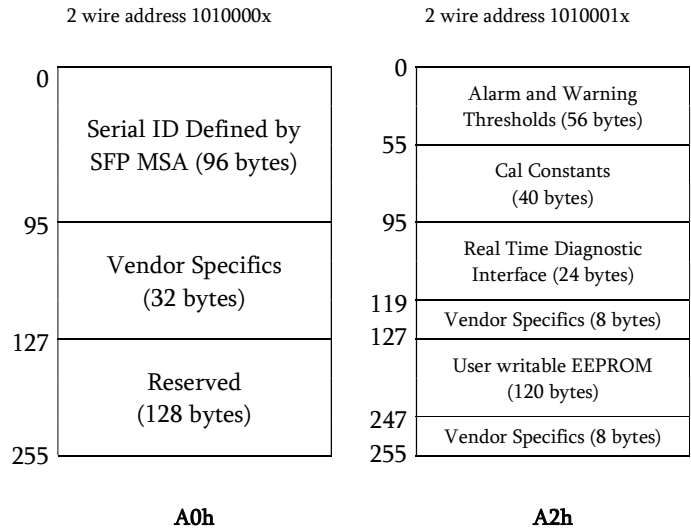 2 wire address 1010000x
0
Serial ID Defined by
SFP MSA (96 bytes)
95
Vendor Specifics
(32 bytes)
127
Reserved
(128 bytes)
255
A0h
2 wire address 1010001x
0
Alarm and Warning
Thresholds (56 bytes)
55
Cal Constants
(40 bytes)
95
Real Time Diagnostic
Interface (24 bytes)
119
Vendor Specifics (8 bytes)
127
User writable EEPROM
(120 bytes)
247
Vendor Specifics (8 bytes)
255
A2h